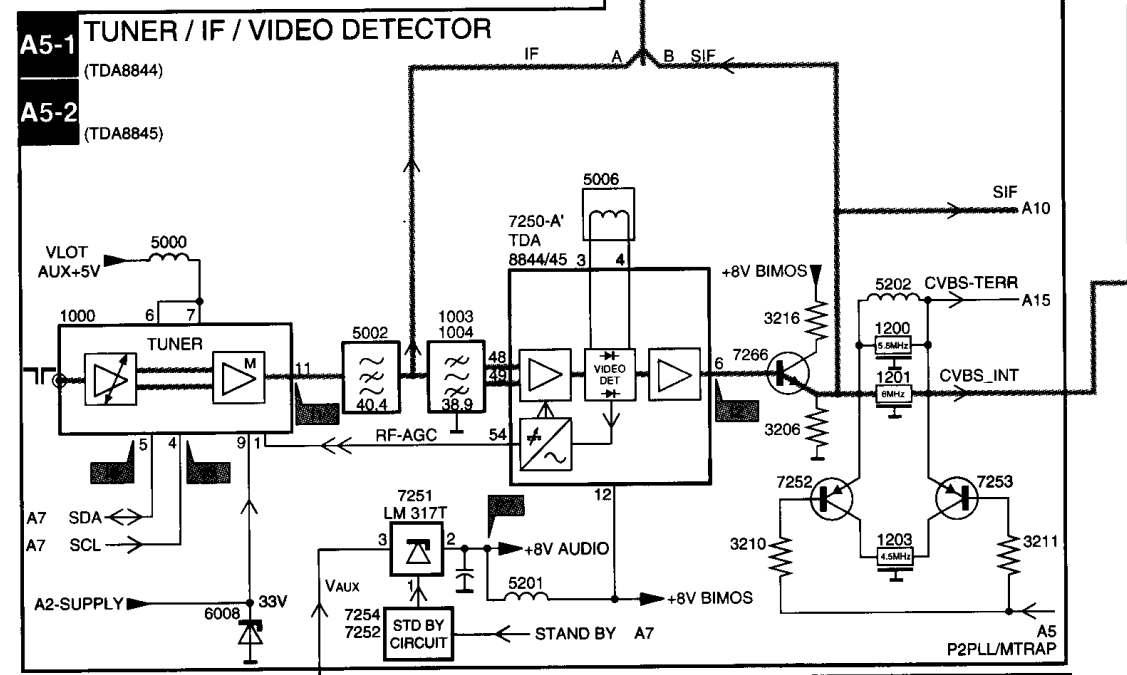 A5-1
TUNER / IF / VIDEO DETECTOR
(TDA8844)
A5-2
(TDA8845)
IF
A
B
SIF
SIF
A10
5006
7250-A'
TDA
8844/45
3
4
VLOT
AUX+5V
5000
6
7
1000
TUNER
M
11
5002
40.4
1003
1004
38.9
48
49
VIDEO
DET
6
54
RF-AGC
12
+8V BIMOS
3216
7266
3206
5202
CVBS-TERR
A15
1200
5.5MHz
1201
6MHz
CVBS_INT
7252
7253
1203
4.5MHz
3210
3211
A5
P2PLL/MTRAP
5
4
9
1
A7
SDA
A7
SCL
A2-SUPPLY
6008
33V
7251
LM 317T
3
2
1
+8V AUDIO
5201
+8V BIMOS
VAUX
7254
7252
STD BY
CIRCUIT
STAND BY
A7